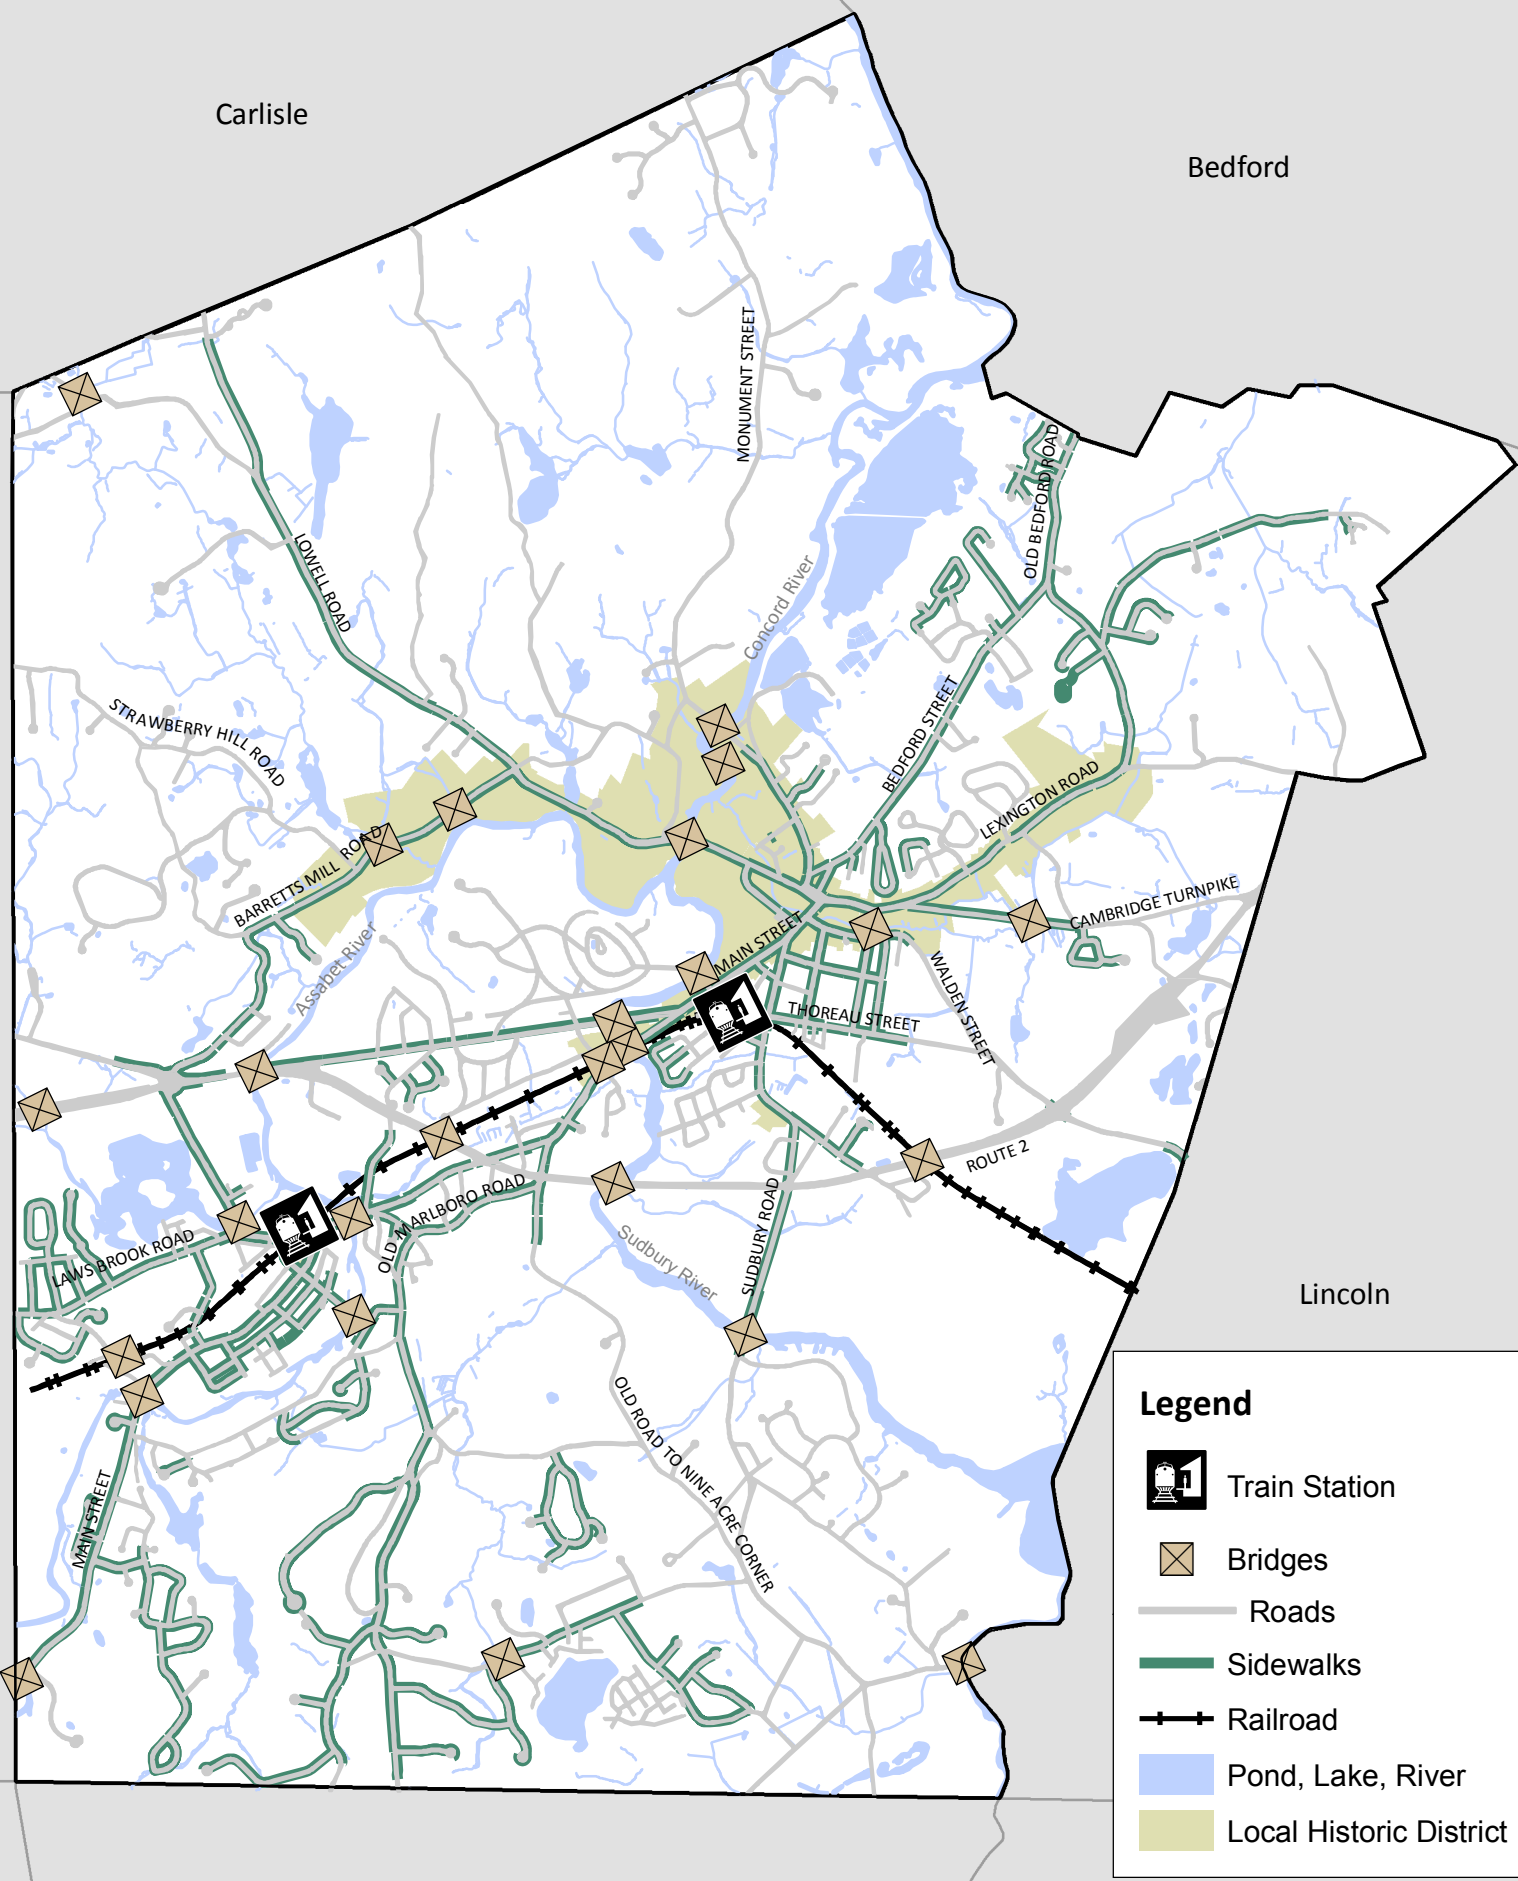 Carlisle
Bedford
MONUMENT STREET
OLD BEDFORD ROAD
LOWELL ROAD
Concord River
STRAWBERRY HILL ROAD
BEDFORD STREET
LEXINGTON ROAD
BARRETTS MILL ROAD
CAMBRIDGE TURNPIKE
MAIN STREET
Assabet River
WALDEN STREET
THOREAU STREET
ROUTE 2
OLD MARLBORO ROAD
SUDBURY ROAD
LAWS BROOK ROAD
Sudbury River
Lincoln
OLD ROAD TO NINE ACRE CORNER
MAIN STREET
Legend
Train Station
Bridges
Roads
Sidewalks
Railroad
Pond, Lake, River
Local Historic District